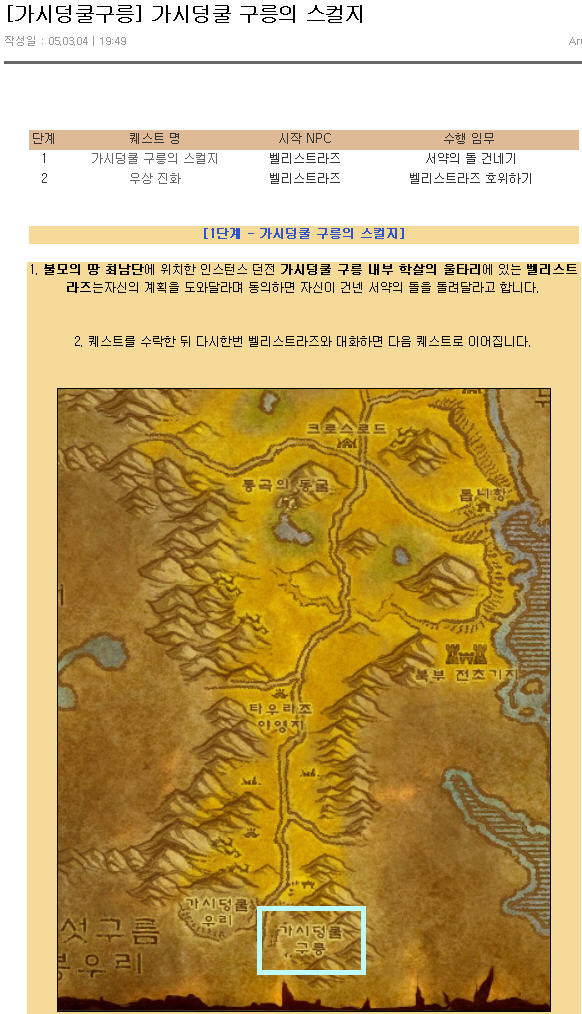 [가시덩쿨구릉] 가시덩쿨 구릉의 스컬지
작성일 : 05.03.04 | 19:49
단계 퀘스트 명 시작 NPC 수행 임무
1 가시덩쿨 구릉의 스컬지 벨리스트라즈 서약의 돌 건네기
2 우상 진화 벨리스트라즈 벨리스트라즈 호위하기
[1단계 - 가시덩쿨 구릉의 스컬지]
1. 불모의 땅 최남단에 위치한 인스턴스 던전 가시덩쿨 구릉 내부 학살의 울타리에 있는 벨리스트
라즈는자신의 계획을 도와달라며 동의하면 자신이 건넨 서약의 돌을 돌려달라고 합니다.
2. 퀘스트를 수락한 뒤 다시한번 벨리스트라즈와 대화하면 다음 퀘스트로 이어집니다.
크로스로드
통곡의 동굴
톱니항
북부 전초기지
타우라조
야영지
가시덩쿨
우리
가시덩쿨
구릉
섯구름
봉우리